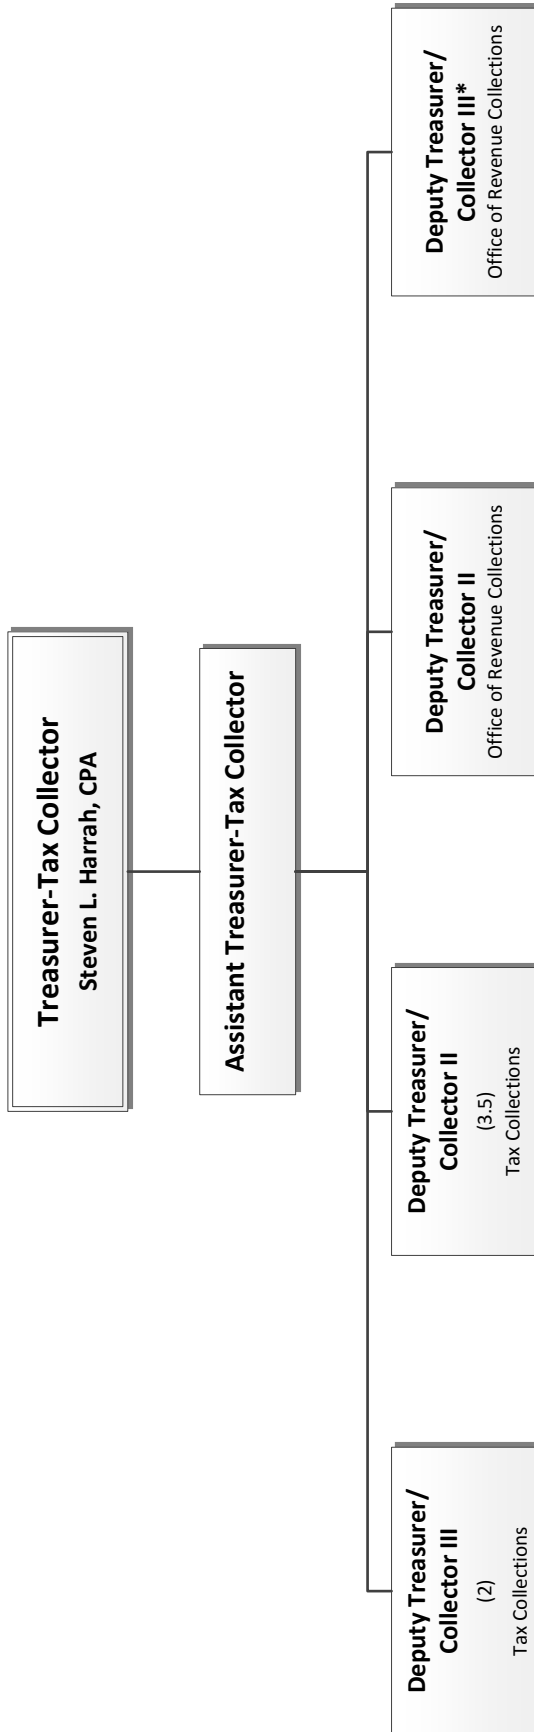 Treasurer-Tax Collector
Steven L. Harrah, CPA
Assistant Treasurer-Tax Collector
Deputy Treasurer/
Collector III
(2)
Tax Collections
Deputy Treasurer/
Collector II
(3.5)
Tax Collections
Deputy Treasurer/
Collector II
Office of Revenue Collections
Deputy Treasurer/
Collector III*
Office of Revenue Collections